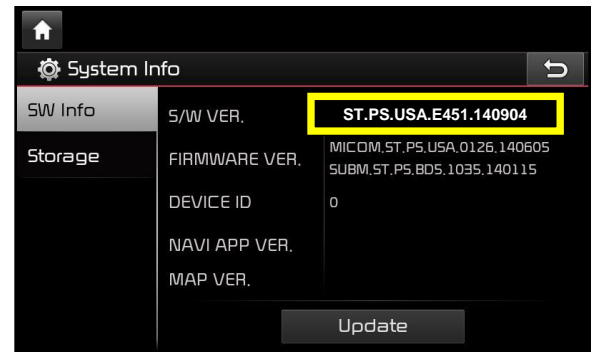 System Info
SW Info
S/W VER.
ST.PS.USA.E451.140904
Storage
FIRMWARE VER.
MICOM.ST.PS.USA.0126.140605
SUBM.ST.PS.BD5.1035.140115
DEVICE ID
0
NAVI APP VER.
MAP VER.
Update